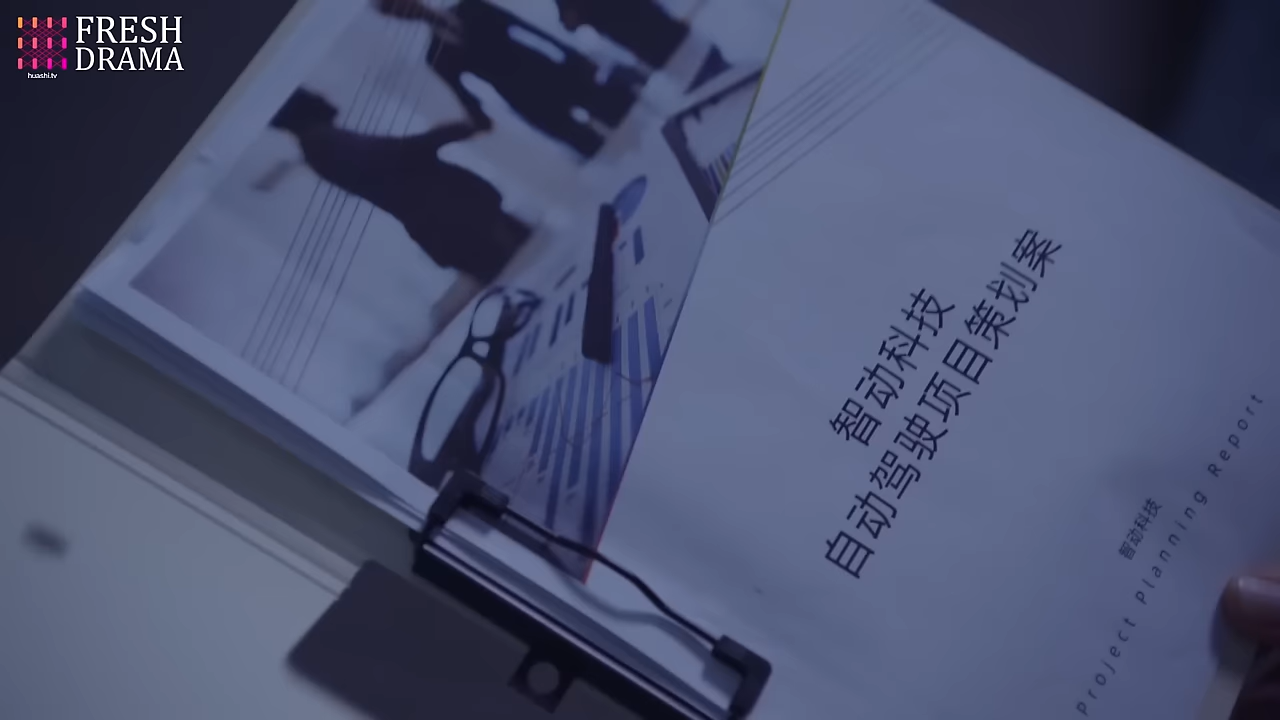 FRESH
DRAMA
huashi.tv
智动科技
自动驾驶项目策划案
智动科技
Project Planning Report